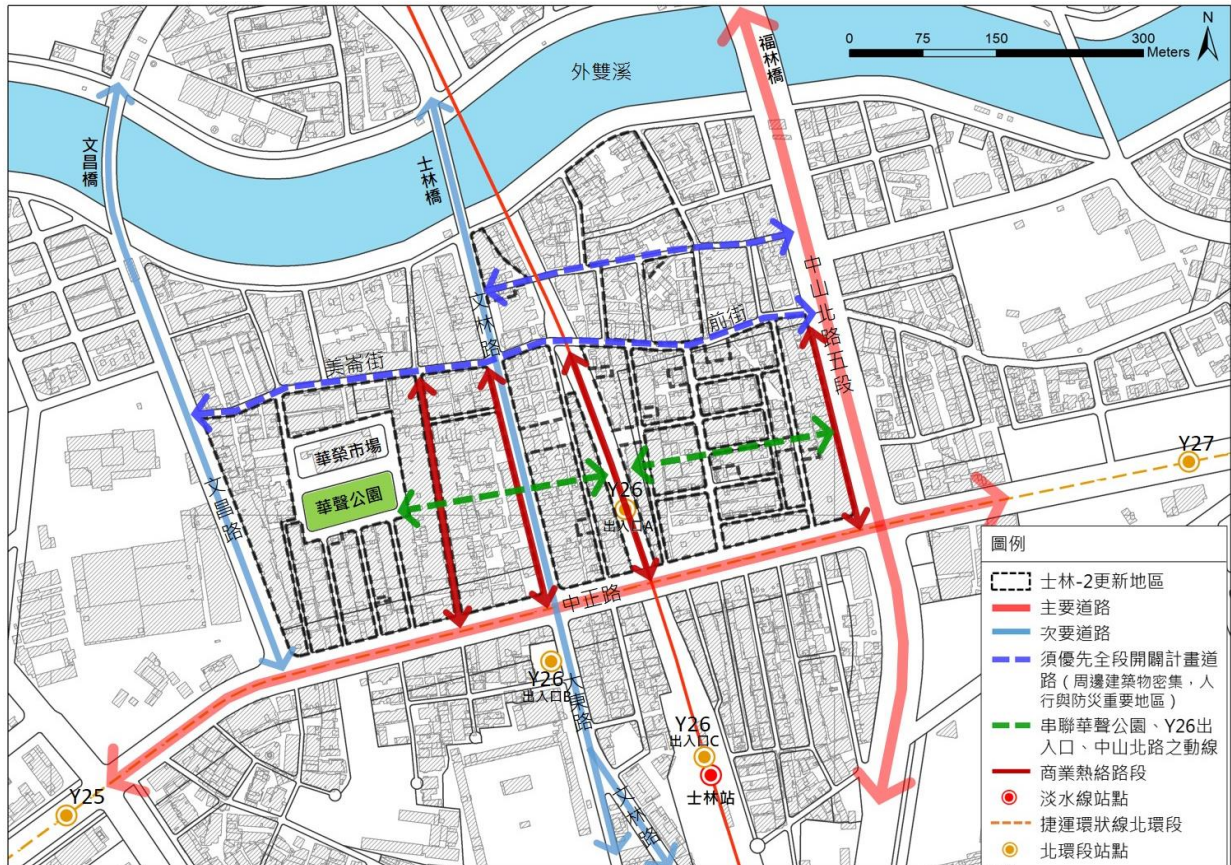 N
0 75 150 300
Meters
外雙溪
福林橋
文昌橋
士林橋
文林路
中山北路五段
前街
美崙街
華榮市場
華聲公園
文昌路
Y26
出入口A
Y27
中正路
Y26
出入口B
大東路
Y26
出入口C
士林站
文林路
Y25
圖例
士林-2更新地區
主要道路
次要道路
須優先全段開闢計畫道
路(周邊建築物密集,人
行與防災重要地區)
串聯華聲公園、Y26出
入口、中山北路之動線
商業熱絡路段
淡水線站點
捷運環狀線北環段
北環段站點